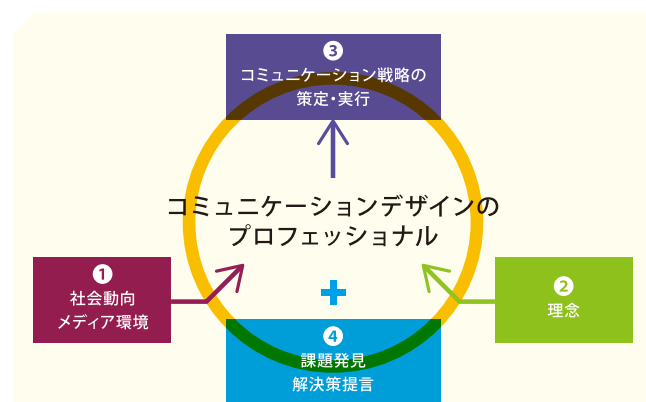 ❸
コミュニケーション戦略の
策定・実行
コミュニケーションデザインの
プロフェッショナル
❶
社会動向
メディア環境
❷
理念
❹
課題発見
解決策提言